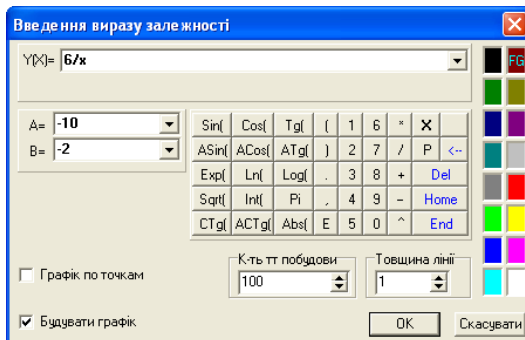 Введення виразу залежності
Y(X)= 6/x
FG
A= -10
B= -2
Sin( Cos( Tg( ( 1 6 * X
ASin( ACos( ATg( ) 2 7 / P <--
Exp( Ln( Log( . 3 8 + Del
Sqrt( Int( Pi , 4 9 - Home
CTg( ACTg( Abs( E 5 0 ^ End
К-ть тт побудови
Товщина лінії
Графік по точкам
100
1
Будувати графік
OK
Скасувати